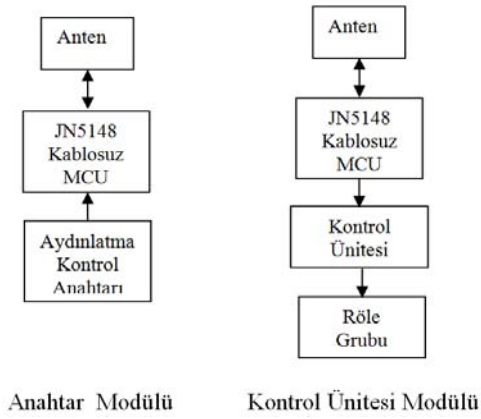 Anten
JN5148
Kablosuz
MCU
Aydınlatma
Kontrol
Anahtarı
Anahtar Modülü
Anten
JN5148
Kablosuz
MCU
Kontrol
Ünitesi
Röle
Grubu
Kontrol Ünitesi Modülü